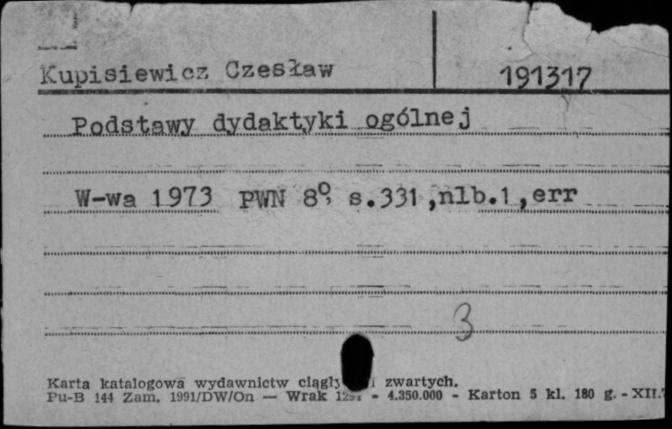 Kupisiewicz Czesław 191317
Podstawy dydaktyki ogólnej
W-wa 1973 PWN 8° s.331,nlb.1,err
3
Karta katalogowa wydawnictw zwartych.
Pu-B 144 Zam. 1991/DW/On — Wrak - 4.350.000 - Karton 5 kl. 180 g. - XII.